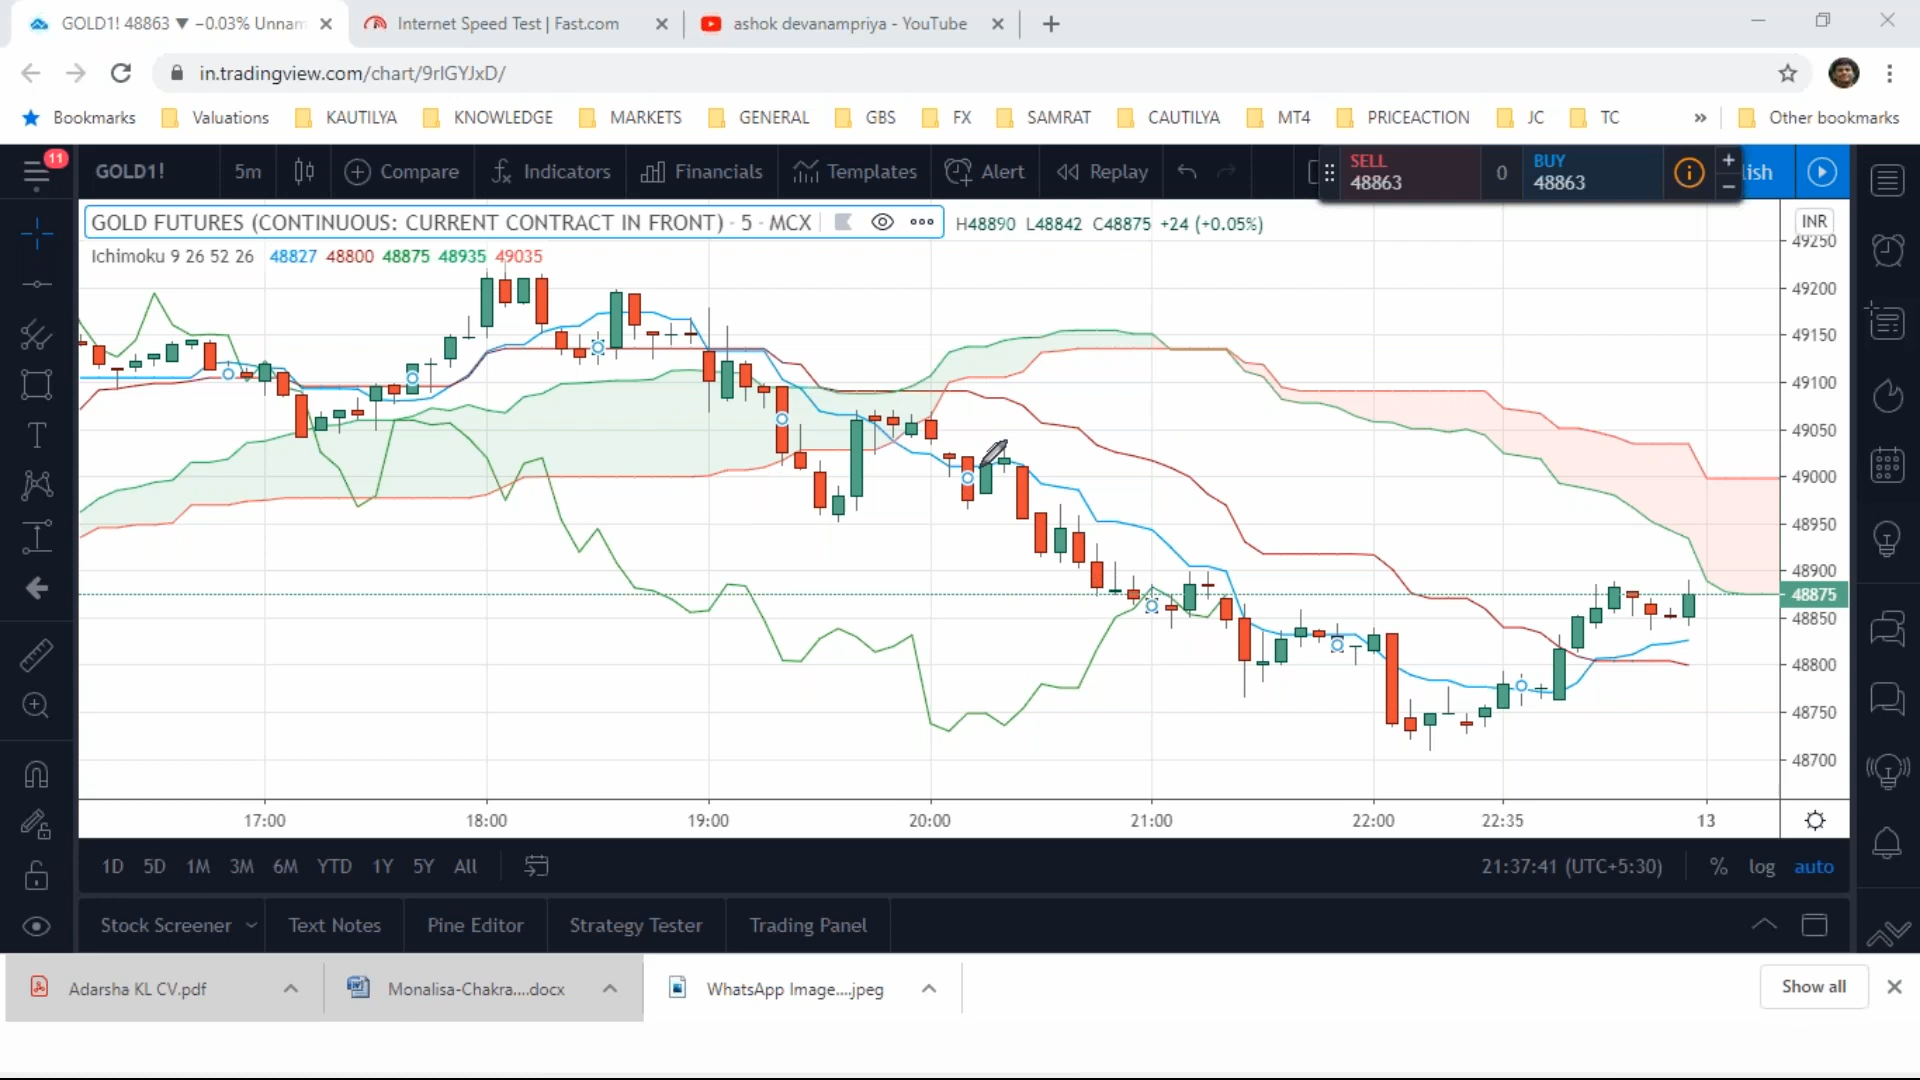 GOLD1! 48863 ▼ −0.03% Unnam
Internet Speed Test | Fast.com
ashok devanampriya - YouTube
in.tradingview.com/chart/9rIGYJxD/
Bookmarks Valuations KAUTILYA KNOWLEDGE MARKETS GENERAL GBS FX SAMRAT CAUTILYA MT4 PRICEACTION JC TC » Other bookmarks
11
GOLD1! 5m Compare Indicators Financials Templates Alert Replay
SELL
48863
0
BUY
48863
lish
GOLD FUTURES (CONTINUOUS: CURRENT CONTRACT IN FRONT) - 5 - MCX H48890 L48842 C48875 +24 (+0.05%)
INR
Ichimoku 9 26 52 26 48827 48800 48875 48935 49035
49250
49200
49150
49100
49050
49000
48950
48900
48875
48850
48800
48750
48700
17:00 18:00 19:00 20:00 21:00 22:00 22:35 13
1D 5D 1M 3M 6M YTD 1Y 5Y All 21:37:41 (UTC+5:30) % log auto
Stock Screener Text Notes Pine Editor Strategy Tester Trading Panel
Adarsha KL CV.pdf Monalisa-Chakra....docx WhatsApp Image....jpeg Show all